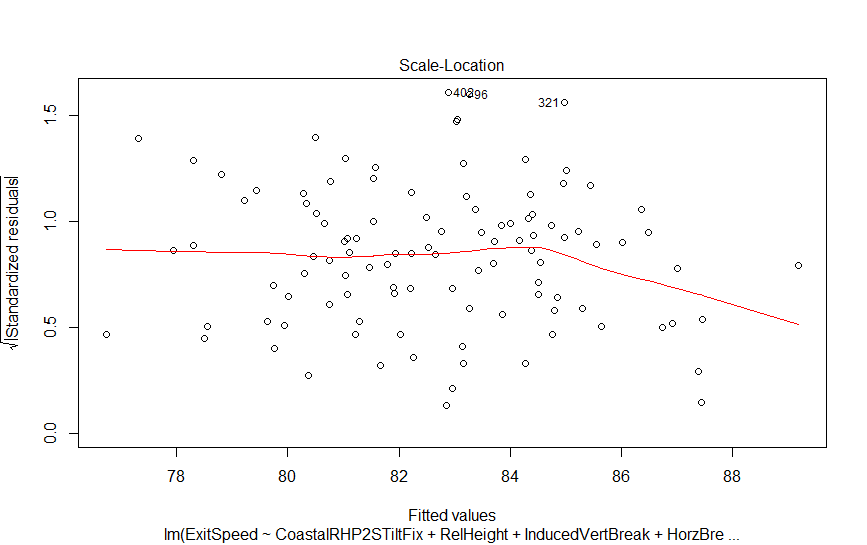 Scale-Location
√|Standardized residuals|
1.5
1.0
0.5
0.0
402
321
78 80 82 84 86 88
Fitted values
lm(ExitSpeed ~ CoastalRHP2STiltFix + RelHeight + InducedVertBreak + HorzBre ...